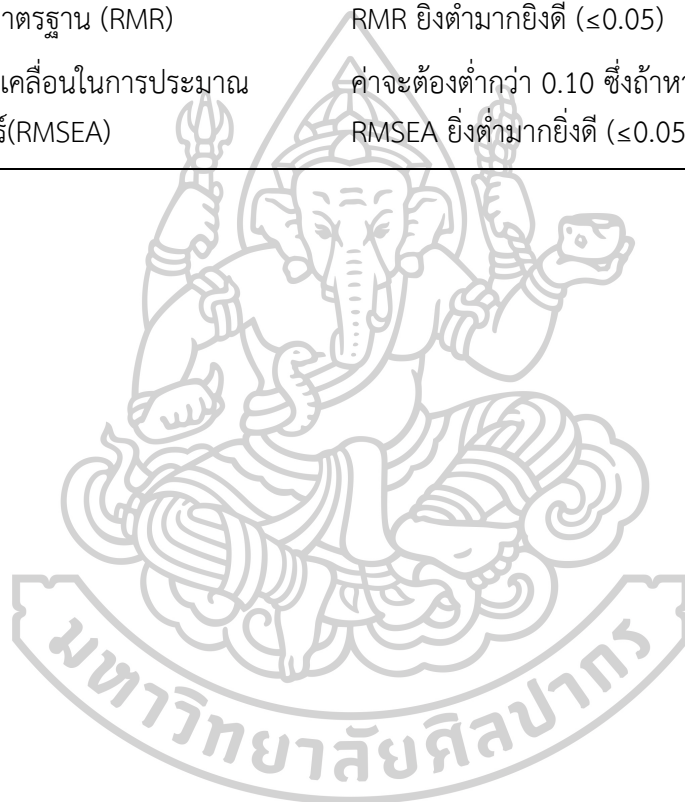 าตรฐาน (RMR) RMR ยิ่งต่ำมากยิ่งดี (≤0.05)
เคลื่อนในการประมาณ ค่าจะต้องต่ำกว่า 0.10 ซึ่งถ้าหา
ร์(RMSEA) RMSEA ยิ่งต่ำมากยิ่งดี (≤0.05
มหาวิทยาลัยศิลปากร